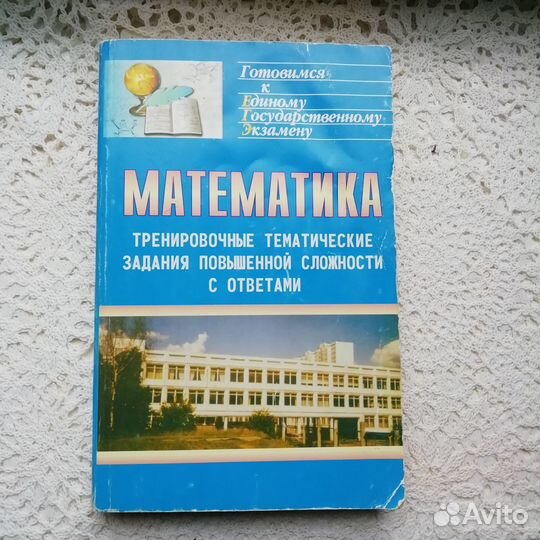 Готовимся
к
Единому
Государственному
Экзамену
МАТЕМАТИКА
ТРЕНИРОВОЧНЫЕ ТЕМАТИЧЕСКИЕ
ЗАДАНИЯ ПОВЫШЕННОЙ СЛОЖНОСТИ
С ОТВЕТАМИ
Avito